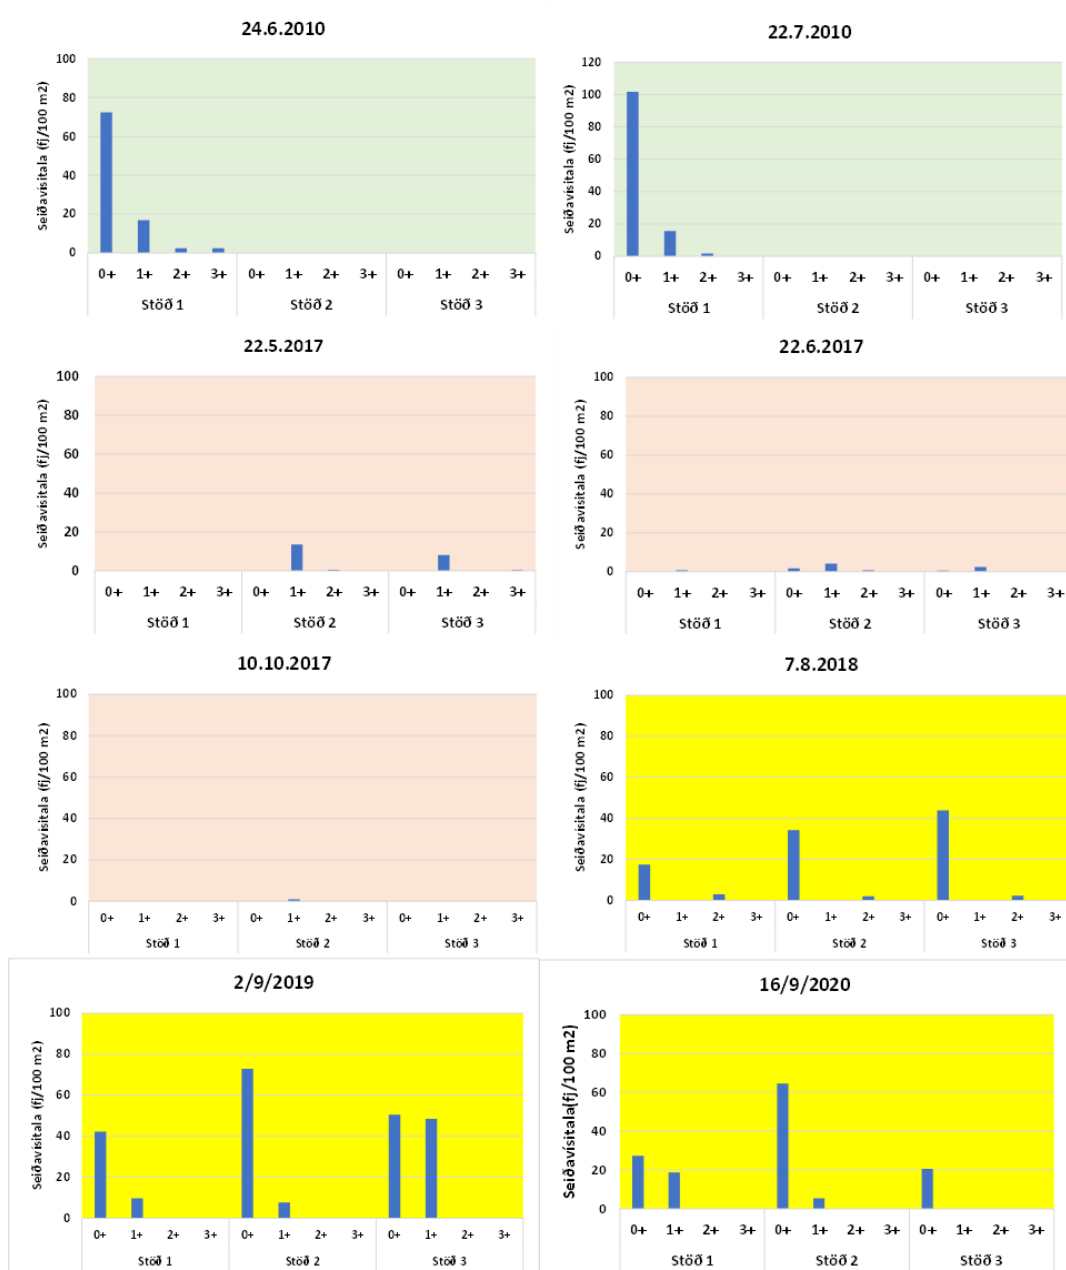 24.6.2010
Seiðavísitala (fj/100 m2)
100
80
60
40
20
0
0+ 1+ 2+ 3+ 0+ 1+ 2+ 3+ 0+ 1+ 2+ 3+
Stöð 1 Stöð 2 Stöð 3
22.7.2010
Seiðavísitala (fj/100 m2)
120
100
80
60
40
20
0
0+ 1+ 2+ 3+ 0+ 1+ 2+ 3+ 0+ 1+ 2+ 3+
Stöð 1 Stöð 2 Stöð 3
22.5.2017
Seiðavísitala (fj/100 m2)
100
80
60
40
20
0
0+ 1+ 2+ 3+ 0+ 1+ 2+ 3+ 0+ 1+ 2+ 3+
Stöð 1 Stöð 2 Stöð 3
22.6.2017
Seiðavísitala (fj/100 m2)
100
80
60
40
20
0
0+ 1+ 2+ 3+ 0+ 1+ 2+ 3+ 0+ 1+ 2+ 3+
Stöð 1 Stöð 2 Stöð 3
10.10.2017
Seiðavísitala (fj/100 m2)
100
80
60
40
20
0
0+ 1+ 2+ 3+ 0+ 1+ 2+ 3+ 0+ 1+ 2+ 3+
Stöð 1 Stöð 2 Stöð 3
7.8.2018
Seiðavísitala (fj/100 m2)
100
80
60
40
20
0
0+ 1+ 2+ 3+ 0+ 1+ 2+ 3+ 0+ 1+ 2+ 3+
Stöð 1 Stöð 2 Stöð 3
2/9/2019
Seiðavísitala (fj/100 m2)
100
80
60
40
20
0
0+ 1+ 2+ 3+ 0+ 1+ 2+ 3+ 0+ 1+ 2+ 3+
Stöð 1 Stöð 2 Stöð 3
16/9/2020
Seiðavísitala(fj/100 m2)
100
80
60
40
20
0
0+ 1+ 2+ 3+ 0+ 1+ 2+ 3+ 0+ 1+ 2+ 3+
Stöð 1 Stöð 2 Stöð 3